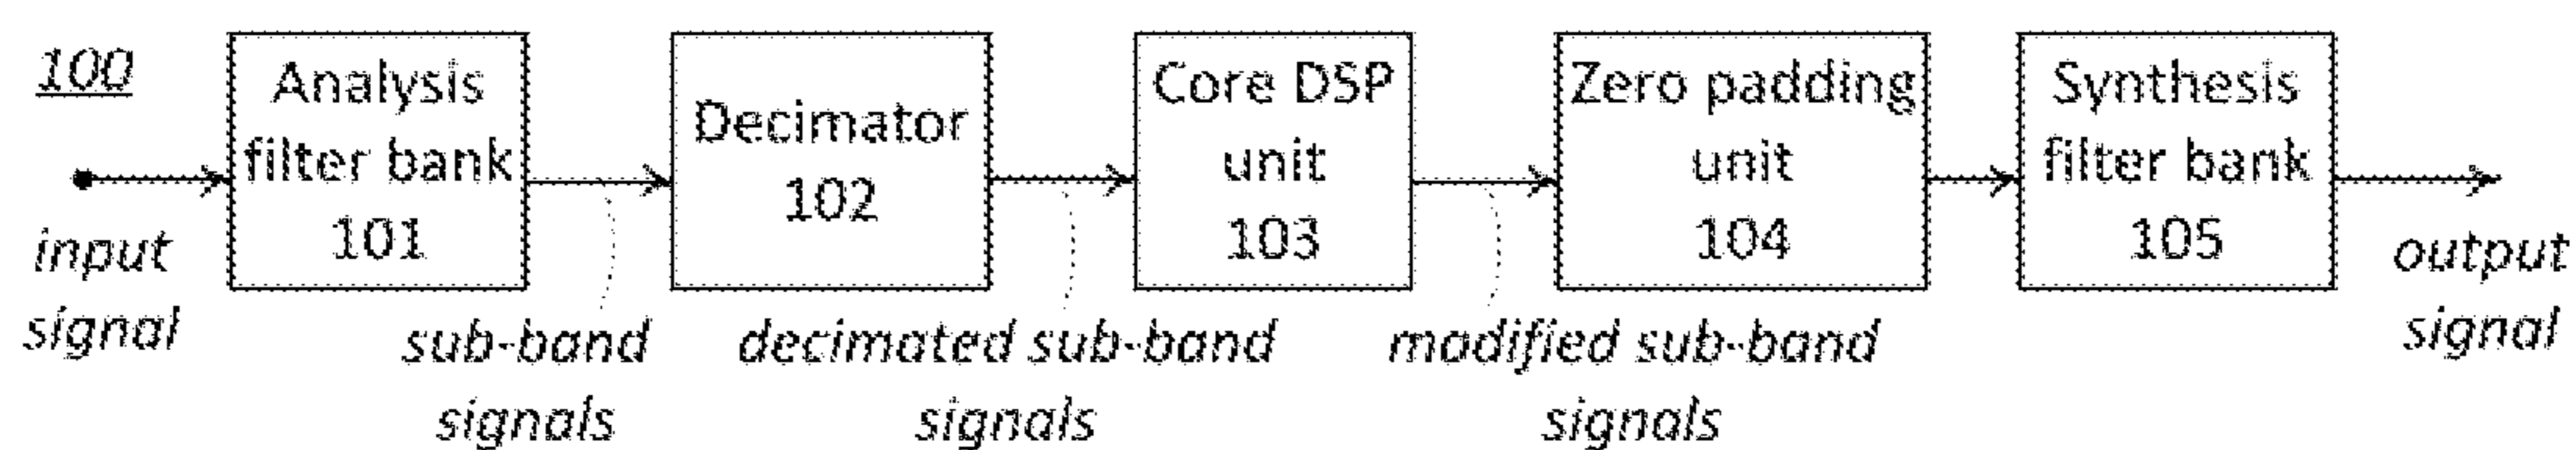 100
Analysis
filter bank
101
Decimator
102
Core DSP
unit
103
Zero padding
unit
104
Synthesis
filter bank
105
input
signal
sub-band
signals
decimated sub-band
signals
modified sub-band
signals
output
signal